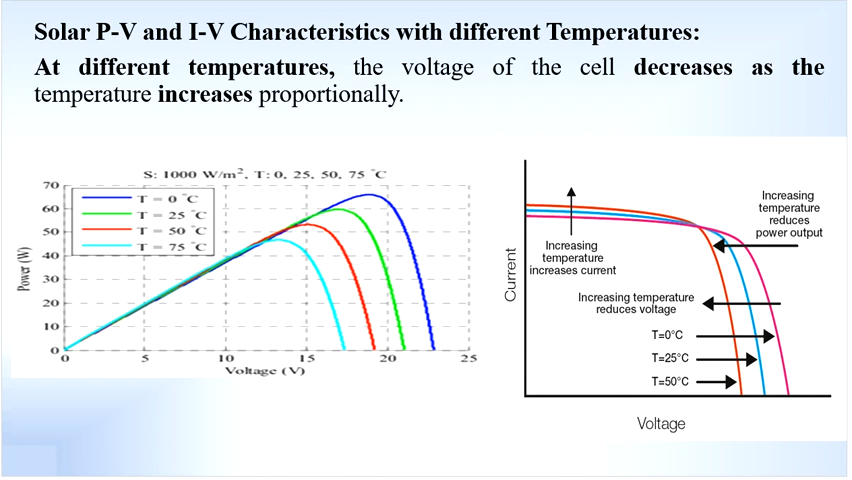 Solar P-V and I-V Characteristics with different Temperatures:
At different temperatures, the voltage of the cell decreases as the
temperature increases proportionally.
S: 1000 W/m², T: 0, 25, 50, 75 °C
70
60
50
40
30
20
10
0
Power (W)
T = 0 °C
T = 25 °C
T = 50 °C
T = 75 °C
0
5
10
15
20
25
Voltage (V)
Current
Increasing
temperature
increases current
Increasing
temperature
reduces
power output
Increasing temperature
reduces voltage
T=0°C
T=25°C
T=50°C
Voltage